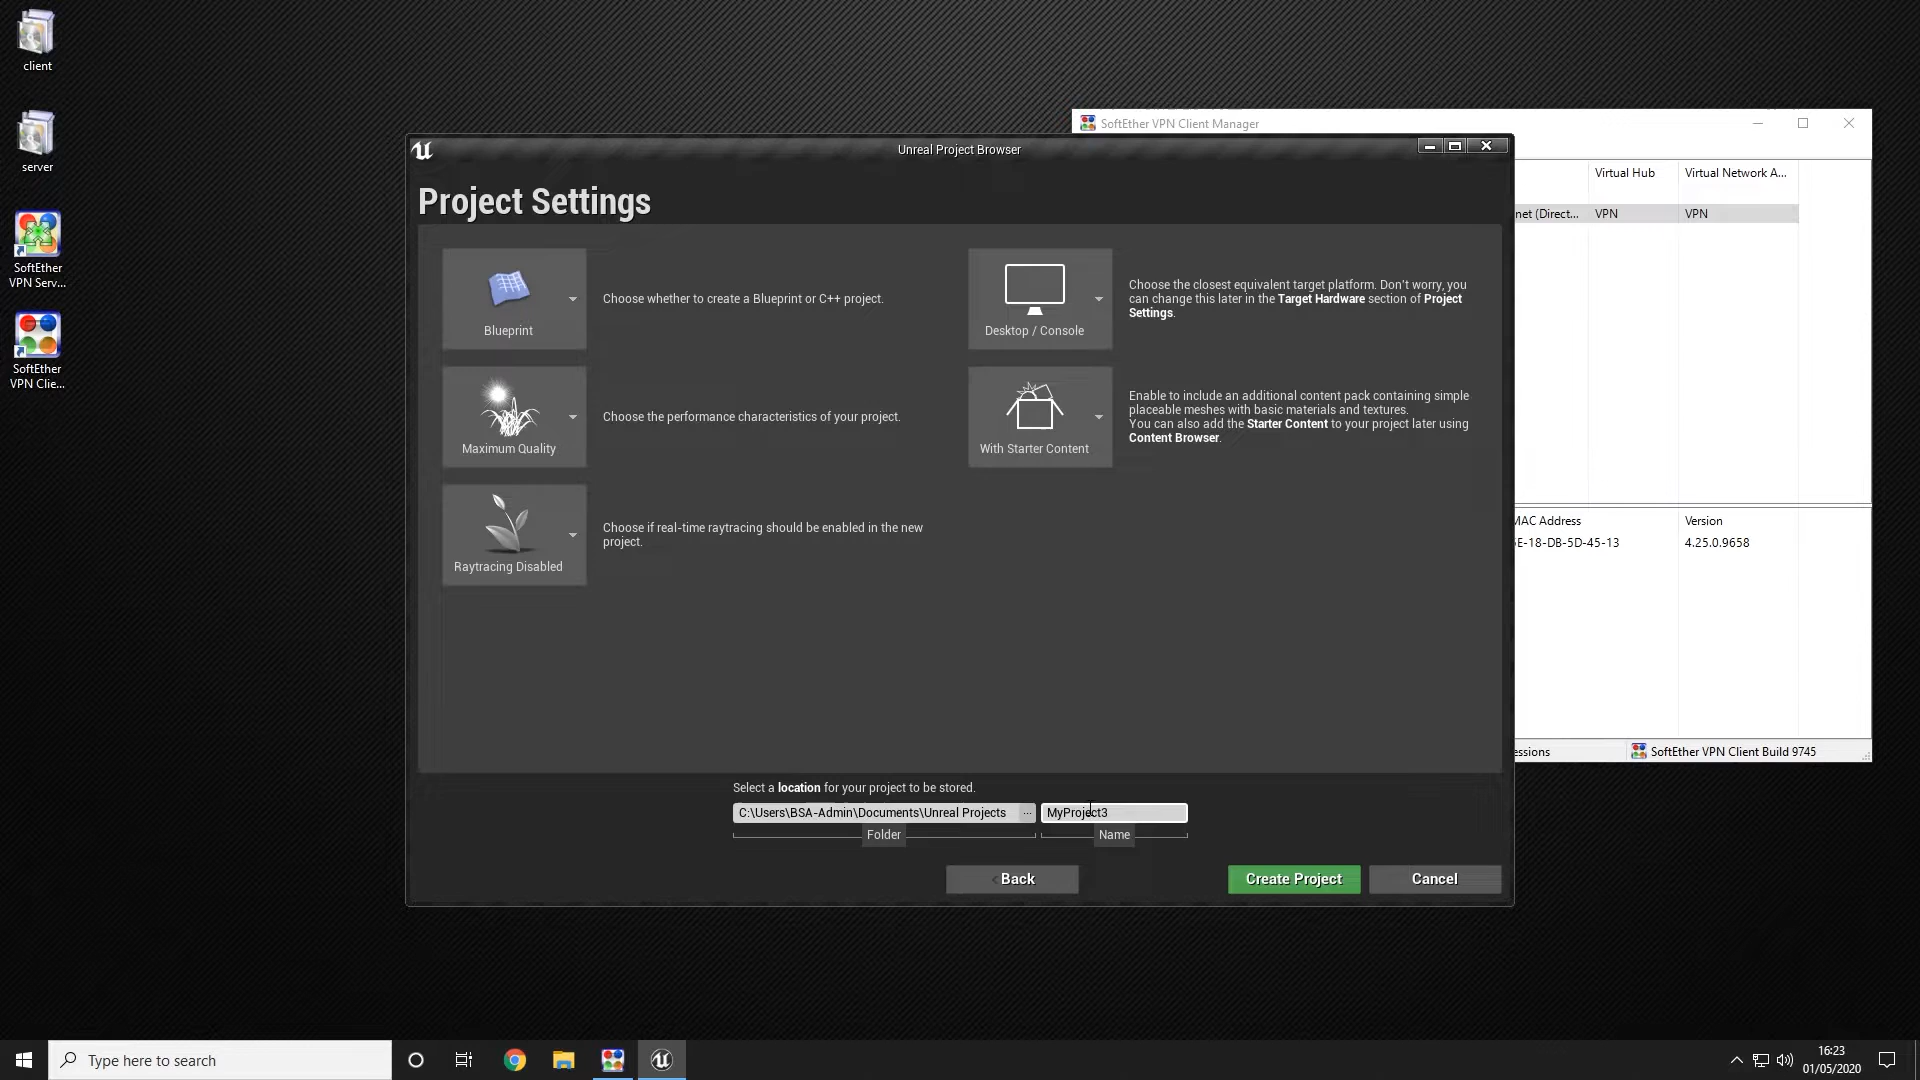 client
server
SoftEther
VPN Serv...
SoftEther
VPN Clie...
SoftEther VPN Client Manager
Virtual Hub
Virtual Network A...
net (Direct...
VPN
VPN
MAC Address
Version
5E-18-DB-5D-45-13
4.25.0.9658
essions
SoftEther VPN Client Build 9745
Unreal Project Browser
Project Settings
Blueprint
Choose whether to create a Blueprint or C++ project.
Desktop / Console
Choose the closest equivalent target platform. Don't worry, you
can change this later in the Target Hardware section of Project
Settings.
Maximum Quality
Choose the performance characteristics of your project.
With Starter Content
Enable to include an additional content pack containing simple
placeable meshes with basic materials and textures.
You can also add the Starter Content to your project later using
Content Browser.
Raytracing Disabled
Choose if real-time raytracing should be enabled in the new
project.
Select a location for your project to be stored.
C:\Users\BSA-Admin\Documents\Unreal Projects
...
MyProject3
Folder
Name
Back
Create Project
Cancel
Type here to search
16:23
01/05/2020